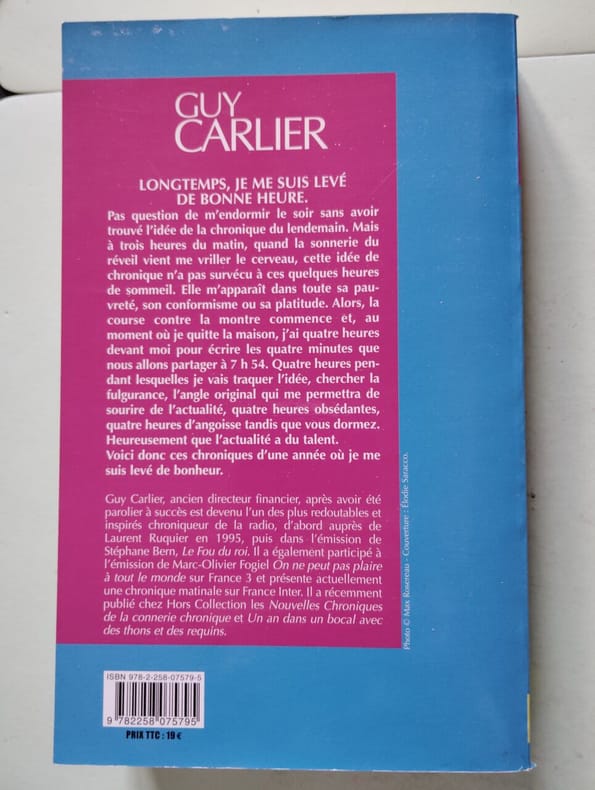 GUY
CARLIER
LONGTEMPS, JE ME SUIS LEVÉ
DE BONNE HEURE.
Pas question de m'endormir le soir sans avoir
trouvé l'idée de la chronique du lendemain. Mais
à trois heures du matin, quand la sonnerie du
réveil vient me vriller le cerveau, cette idée de
chronique n'a pas survécu à ces quelques heures
de sommeil. Elle m'apparaît dans toute sa pau-
vreté, son conformisme ou sa platitude. Alors, la
course contre la montre commence et, au
moment où je quitte la maison, j'ai quatre heures
devant moi pour écrire les quatre minutes que
nous allons partager à 7 h 54. Quatre heures pen-
dant lesquelles je vais traquer l'idée, chercher la
fulgurance, l'angle original qui me permettra de
sourire de l'actualité, quatre heures obsédantes,
quatre heures d'angoisse tandis que vous dormez.
Heureusement que l'actualité a du talent.
Voici donc ces chroniques d'une année où je me
suis levé de bonheur.
Guy Carlier, ancien directeur financier, après avoir été
parolier à succès est devenu l'un des plus redoutables et
inspirés chroniqueur de la radio, d'abord auprès de
Laurent Ruquier en 1995, puis dans l'émission de
Stéphane Bern, Le Fou du roi. Il a également participé à
l'émission de Marc-Olivier Fogiel On ne peut pas plaire
à tout le monde sur France 3 et présente actuellement
une chronique matinale sur France Inter. Il a récemment
publié chez Hors Collection les Nouvelles Chroniques
de la connerie chronique et Un an dans un bocal avec
des thons et des requins.
Photo © Max Rosereau - Couverture : Élodie Saracco.
ISBN 978-2-258-07579-5
9 782258 075795
PRIX TTC : 19 €